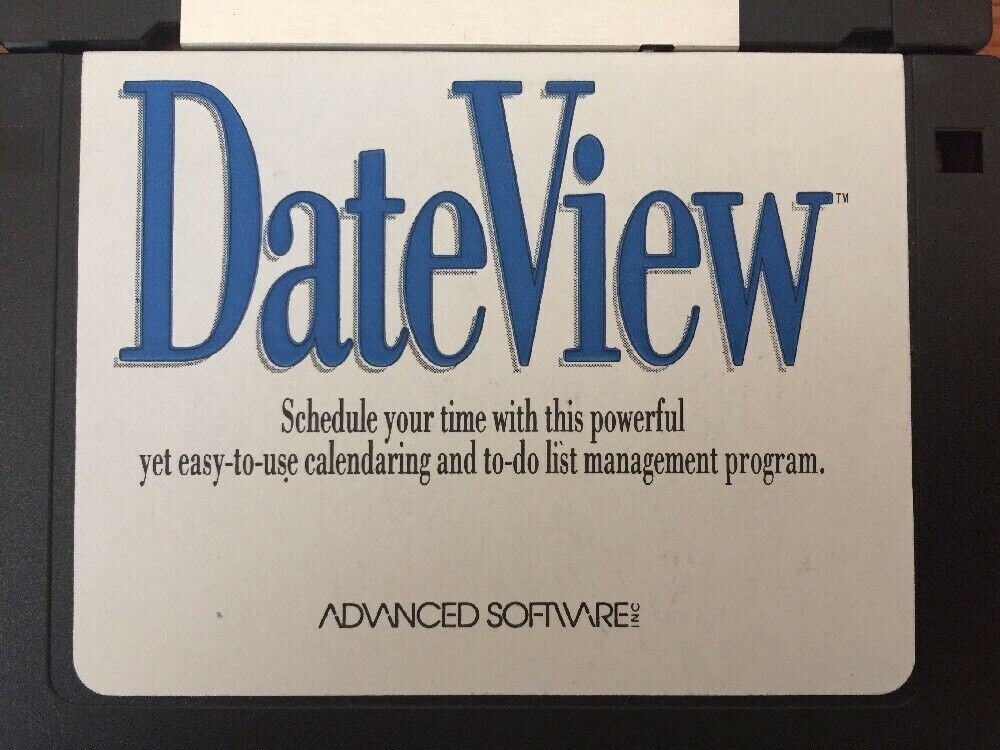 DateView™
Schedule your time with this powerful
yet easy-to-use calendaring and to-do list management program.
ADVANCED SOFTWARE INC